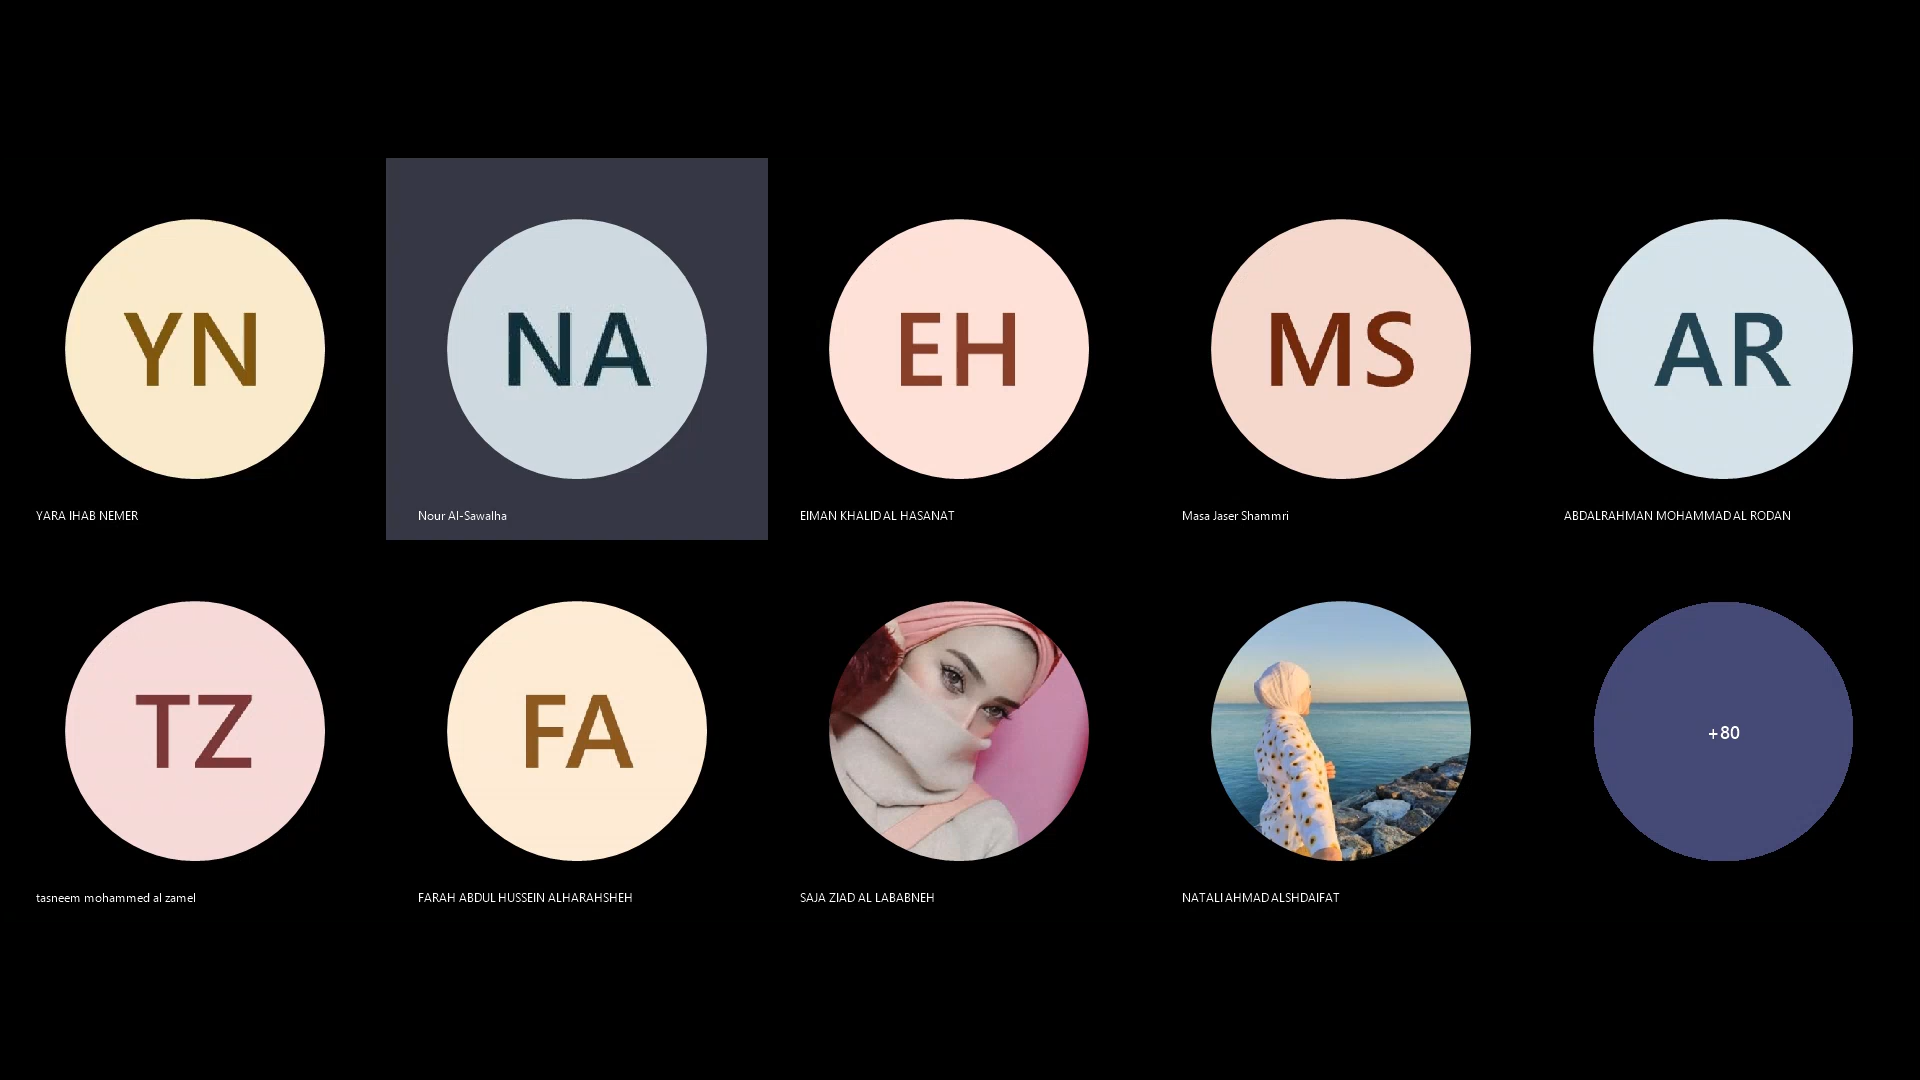 YN
NA
EH
MS
AR
YARA IHAB NEMER
Nour Al-Sawalha
EIMAN KHALID AL HASANAT
Masa Jaser Shammri
ABDALRAHMAN MOHAMMAD AL RODAN
TZ
FA
+80
tasneem mohammed al zamel
FARAH ABDUL HUSSEIN ALHARAHSHEH
SAJA ZIAD AL LABABNEH
NATALI AHMAD ALSHDAIFAT